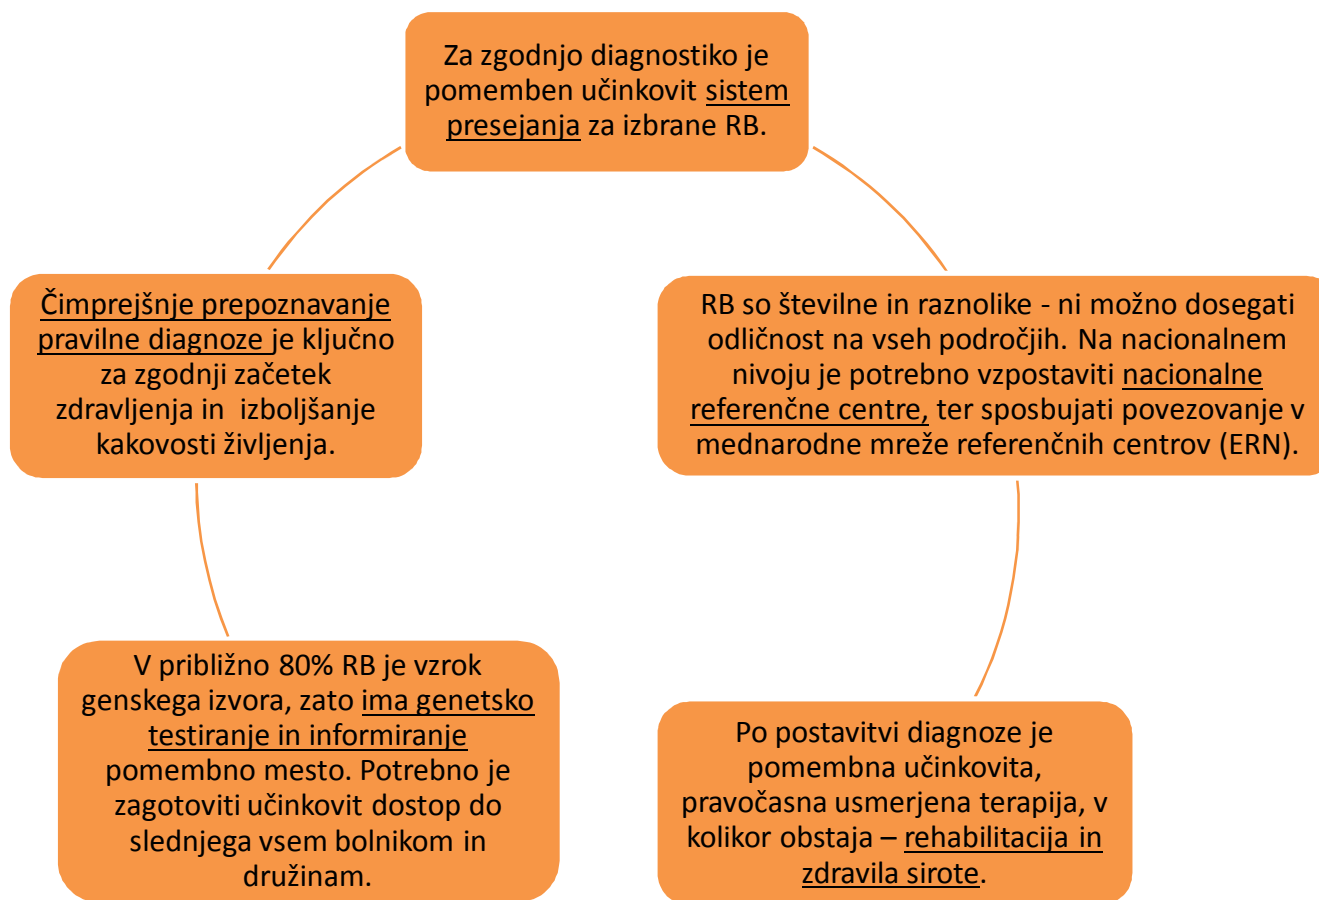 Za zgodnjo diagnostiko je
pomemben učinkovit sistem
presejanja za izbrane RB.
Čimprejšnje prepoznavanje
pravilne diagnoze je ključno
za zgodnji začetek
zdravljenja in izboljšanje
kakovosti življenja.
RB so številne in raznolike - ni možno dosegati
odličnost na vseh področjih. Na nacionalnem
nivoju je potrebno vzpostaviti nacionalne
referenčne centre, ter sposbujati povezovanje v
mednarodne mreže referenčnih centrov (ERN).
V približno 80% RB je vzrok
genskega izvora, zato ima genetsko
testiranje in informiranje
pomembno mesto. Potrebno je
zagotoviti učinkovit dostop do
slednjega vsem bolnikom in
družinam.
Po postavitvi diagnoze je
pomembna učinkovita,
pravočasna usmerjena terapija, v
kolikor obstaja – rehabilitacija in
zdravila sirote.